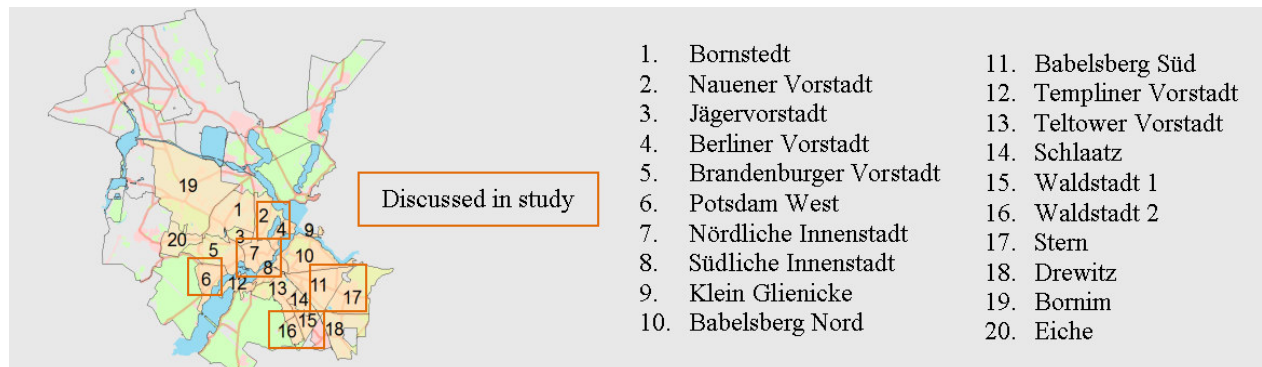 19
1
2
4
9
3
20
5
7
10
8
6
12
11
13
17
14
15
16
18
Discussed in study
1. Bornstedt
2. Nauener Vorstadt
3. Jägervorstadt
4. Berliner Vorstadt
5. Brandenburger Vorstadt
6. Potsdam West
7. Nördliche Innenstadt
8. Südliche Innenstadt
9. Klein Glienicke
10. Babelsberg Nord
11. Babelsberg Süd
12. Templiner Vorstadt
13. Teltower Vorstadt
14. Schlaatz
15. Waldstadt 1
16. Waldstadt 2
17. Stern
18. Drewitz
19. Bornim
20. Eiche